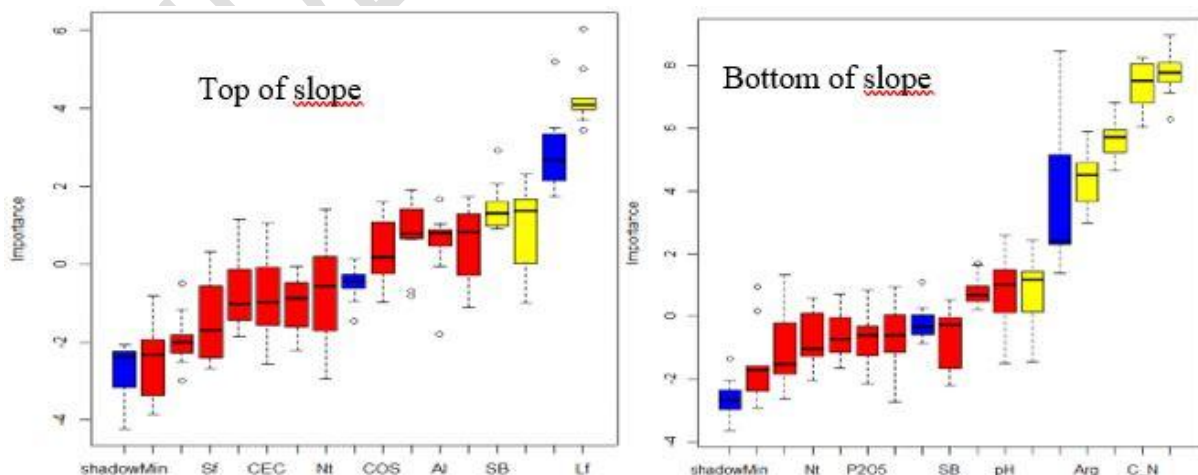 Top of slope
Importance
6
4
2
0
-2
-4
shadowMin Sf CEC Nt COS Al SB Lf
Bottom of slope
Importance
8
6
4
2
0
-2
-4
shadowMin Nt P2O5 SB pH Arg C_N